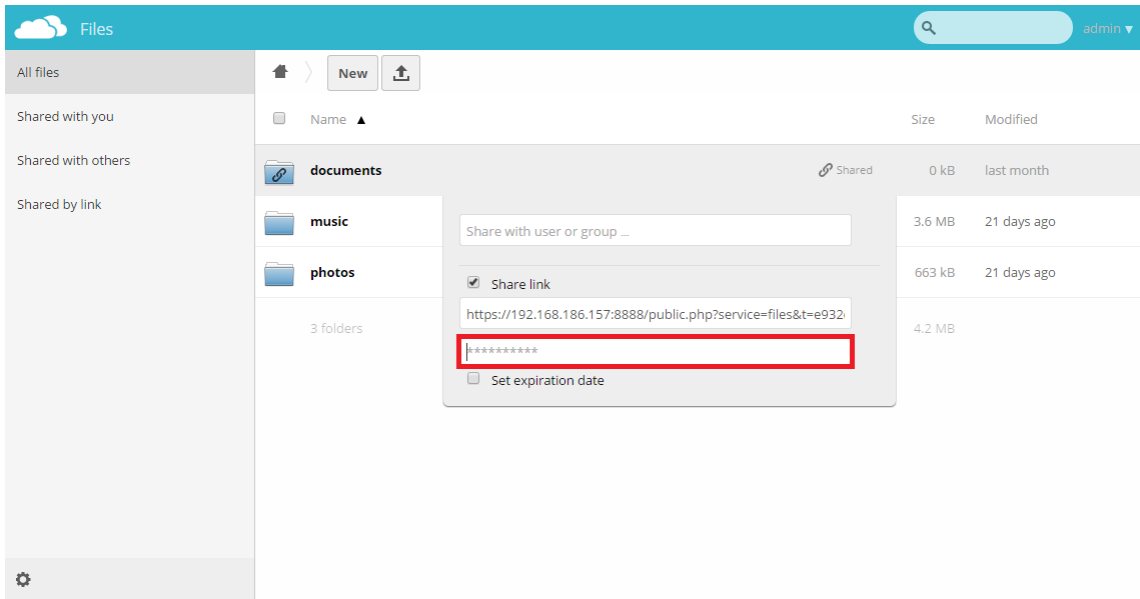 Files
admin ▼
All files
Shared with you
Shared with others
Shared by link
New
Name ▲ Size Modified
documents Shared 0 kB last month
music 3.6 MB 21 days ago
photos 663 kB 21 days ago
3 folders 4.2 MB
Share with user or group ...
Share link
https://192.168.186.157:8888/public.php?service=files&t=e932
**********
Set expiration date